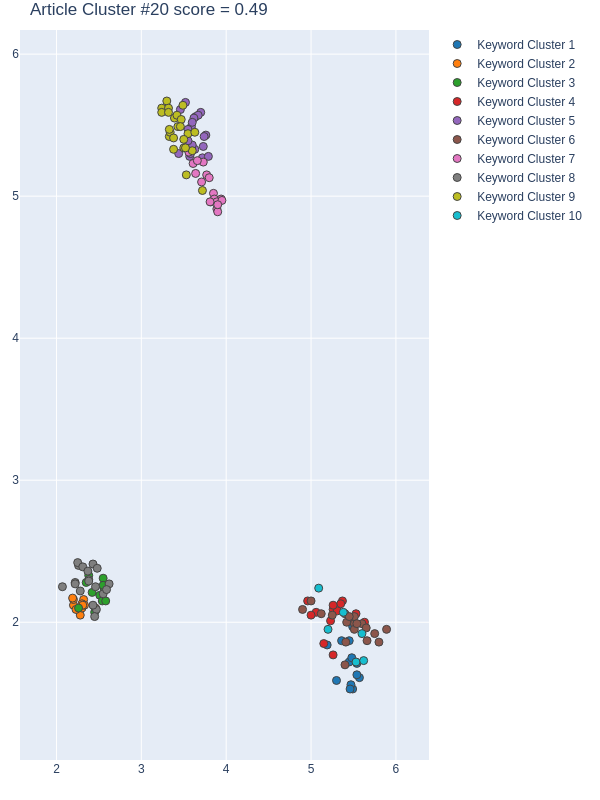 Article Cluster #20 score = 0.49
6
5
4
3
2
2 3 4 5 6
Keyword Cluster 1
Keyword Cluster 2
Keyword Cluster 3
Keyword Cluster 4
Keyword Cluster 5
Keyword Cluster 6
Keyword Cluster 7
Keyword Cluster 8
Keyword Cluster 9
Keyword Cluster 10